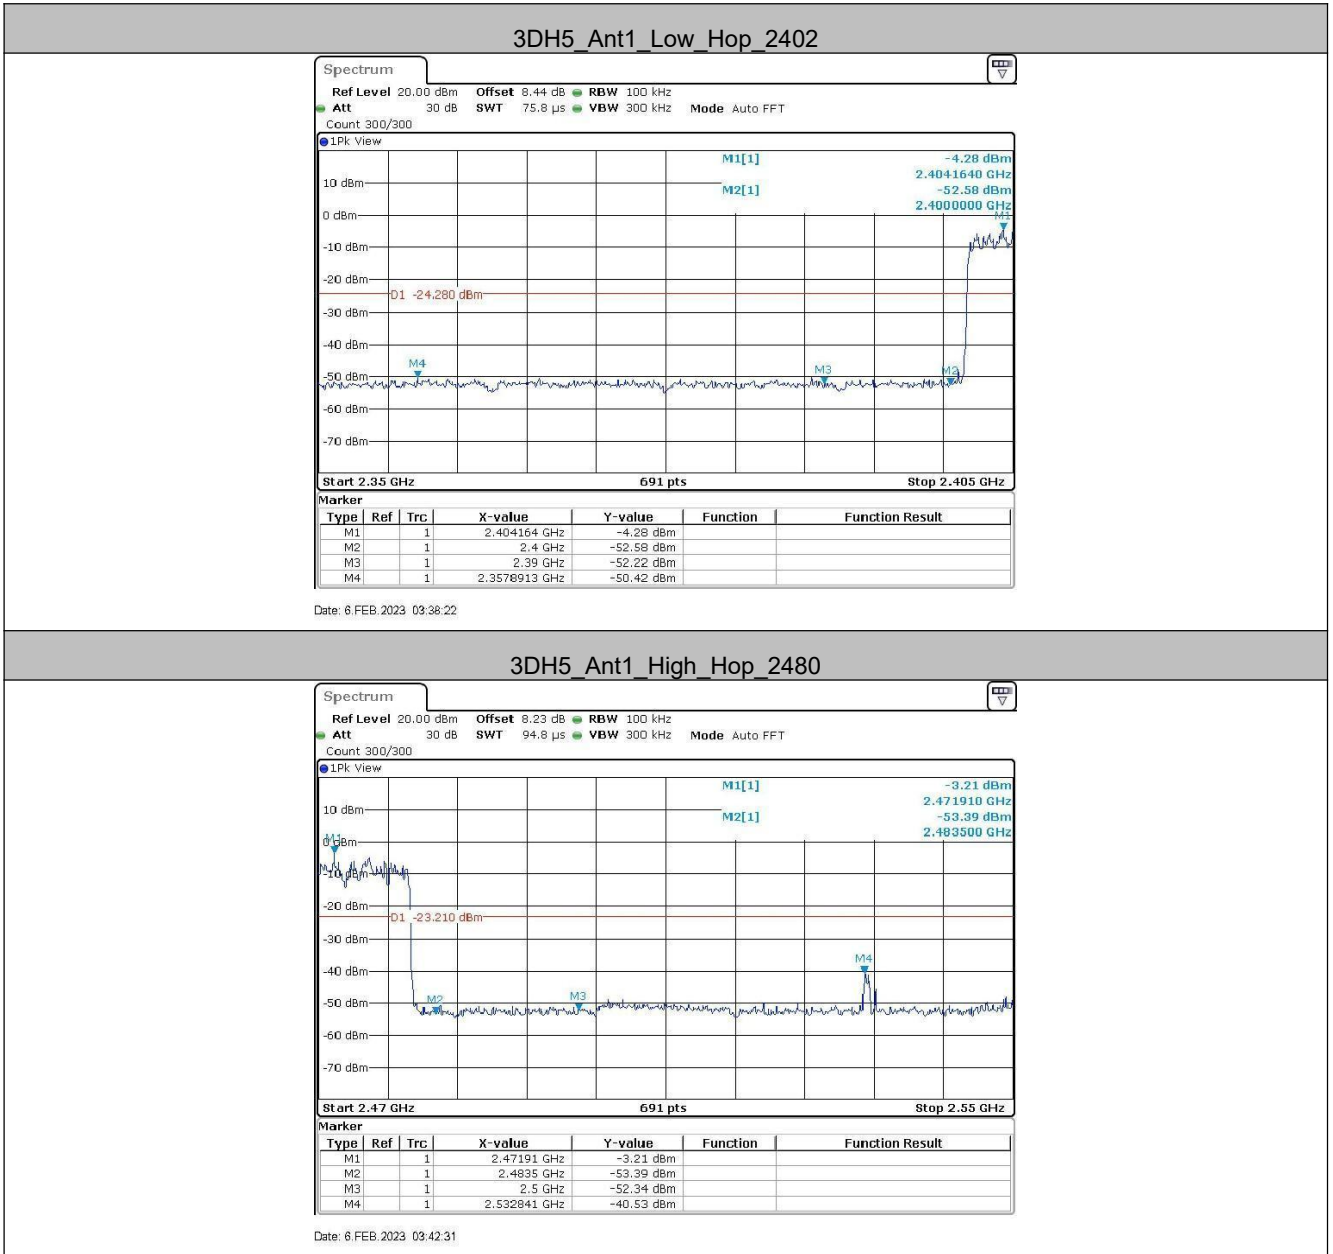 3DH5_Ant1_Low_Hop_2402
Spectrum
Ref Level 20.00 dBm Offset 8.44 dB RBW 100 kHz
Att 30 dB SWT 75.8 µs VBW 300 kHz Mode Auto FFT
Count 300/300
1Pk View
M1[1] -4.28 dBm
2.4041640 GHz
M2[1] -52.58 dBm
2.4000000 GHz
10 dBm
0 dBm
M1
-10 dBm
-20 dBm
D1 -24.280 dBm
-30 dBm
-40 dBm
M4
M3
M2
-50 dBm
-60 dBm
-70 dBm
Start 2.35 GHz 691 pts Stop 2.405 GHz
Marker
Type Ref Trc X-value Y-value Function Function Result
M1 1 2.404164 GHz -4.28 dBm
M2 1 2.4 GHz -52.58 dBm
M3 1 2.39 GHz -52.22 dBm
M4 1 2.3578913 GHz -50.42 dBm
Date: 6.FEB.2023 03:38:22
3DH5_Ant1_High_Hop_2480
Spectrum
Ref Level 20.00 dBm Offset 8.23 dB RBW 100 kHz
Att 30 dB SWT 94.8 µs VBW 300 kHz Mode Auto FFT
Count 300/300
1Pk View
M1[1] -3.21 dBm
2.471910 GHz
M2[1] -53.39 dBm
2.483500 GHz
10 dBm
M1
0 dBm
-10 dBm
-20 dBm
D1 -23.210 dBm
-30 dBm
-40 dBm
M4
-50 dBm
M2
M3
-60 dBm
-70 dBm
Start 2.47 GHz 691 pts Stop 2.55 GHz
Marker
Type Ref Trc X-value Y-value Function Function Result
M1 1 2.47191 GHz -3.21 dBm
M2 1 2.4835 GHz -53.39 dBm
M3 1 2.5 GHz -52.34 dBm
M4 1 2.532841 GHz -40.53 dBm
Date: 6.FEB.2023 03:42:31